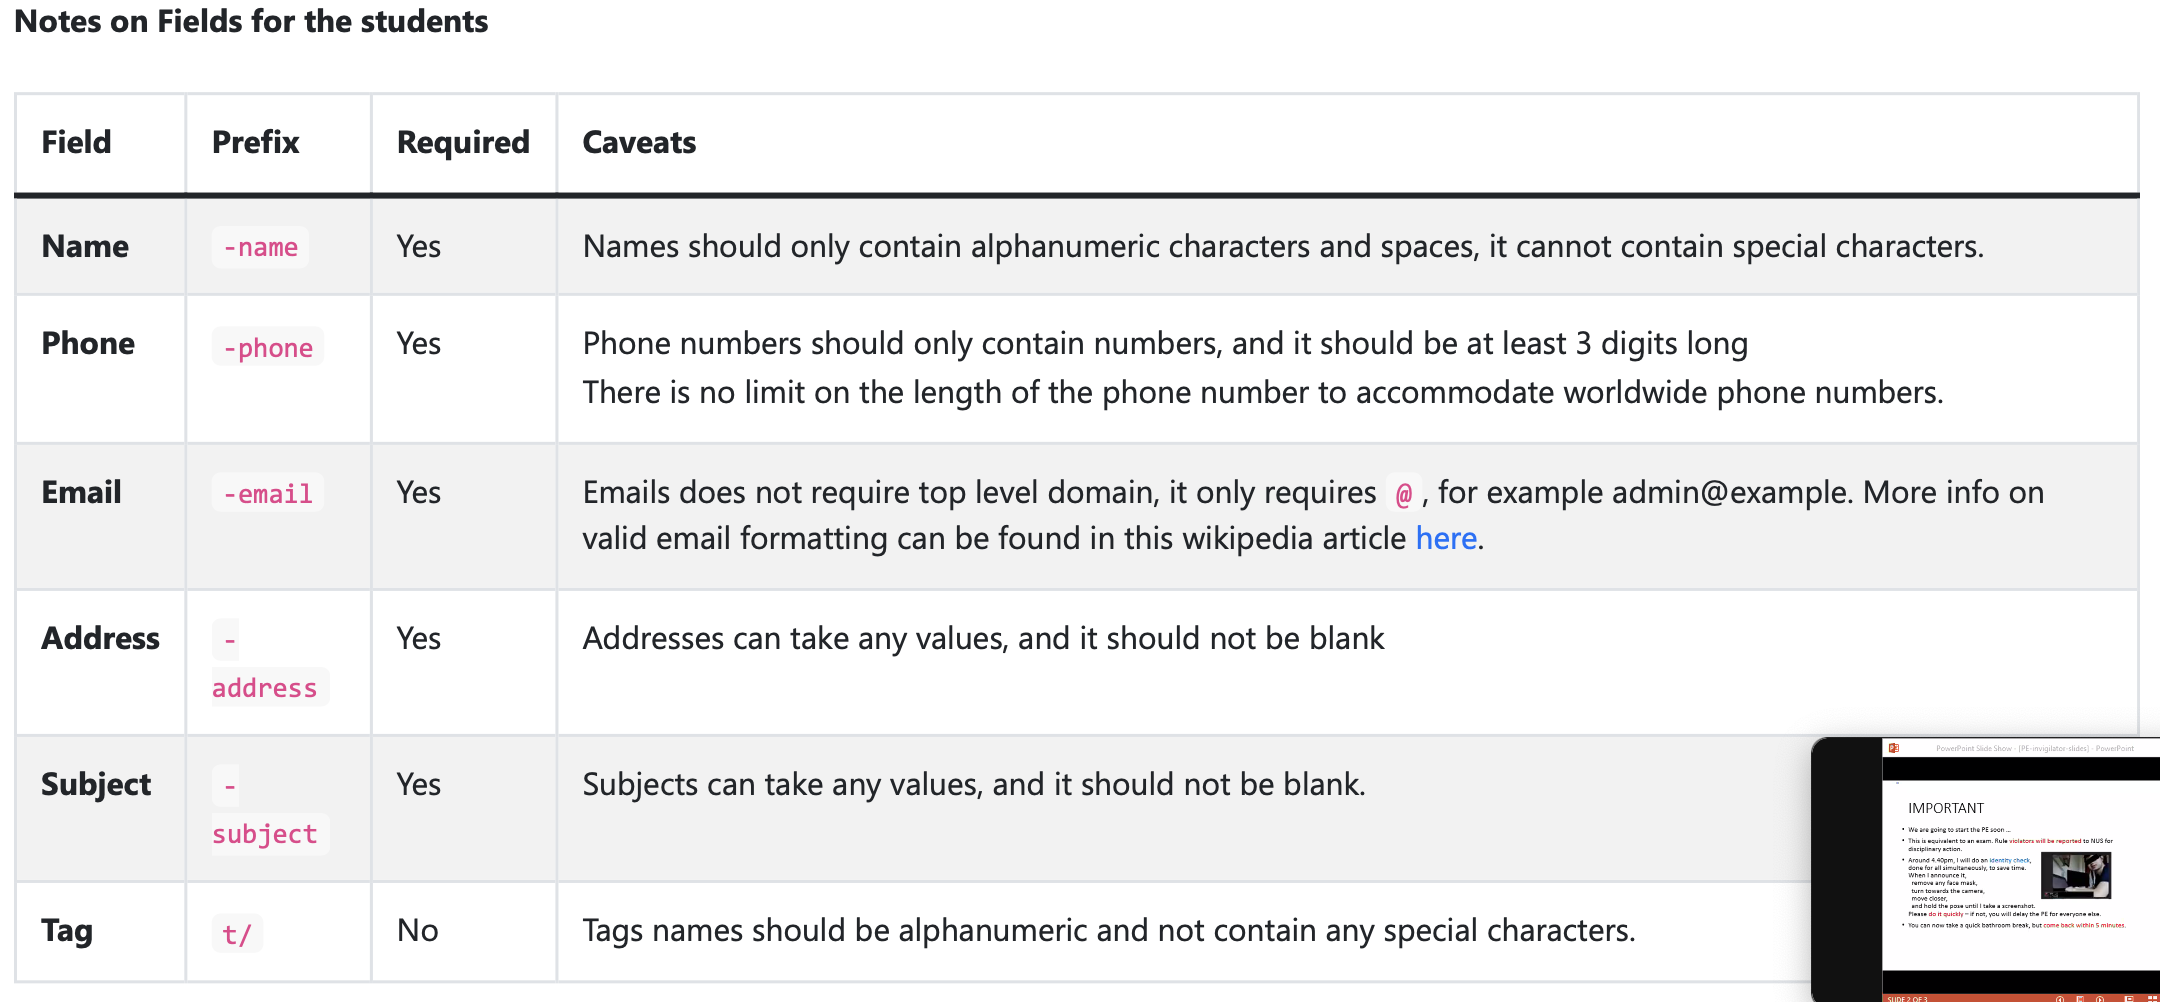 Notes on Fields for the students
Field Prefix Required Caveats
Name -name Yes Names should only contain alphanumeric characters and spaces, it cannot contain special characters.
Phone -phone Yes Phone numbers should only contain numbers, and it should be at least 3 digits long
There is no limit on the length of the phone number to accommodate worldwide phone numbers.
Email -email Yes Emails does not require top level domain, it only requires @, for example admin@example. More info on
valid email formatting can be found in this wikipedia article here.
Address - Yes Addresses can take any values, and it should not be blank
address
Subject - Yes Subjects can take any values, and it should not be blank.
subject
Tag t/ No Tags names should be alphanumeric and not contain any special characters.
PowerPoint Slide Show - [PE-invigilator-slides] - PowerPoint
IMPORTANT
• We are going to start the PE soon ...
• This is equivalent to an exam. Rule violators will be reported to NUS for
disciplinary action.
• Around 4.40pm, I will do an identity check,
done for all simultaneously, to save time.
When I announce it,
remove any face mask,
turn towards the camera,
move closer,
and hold the pose until I take a screenshot.
Please do it quickly – if not, you will delay the PE for everyone else.
• You can now take a quick bathroom break, but come back within 5 minutes.
SLIDE 2 OF 3